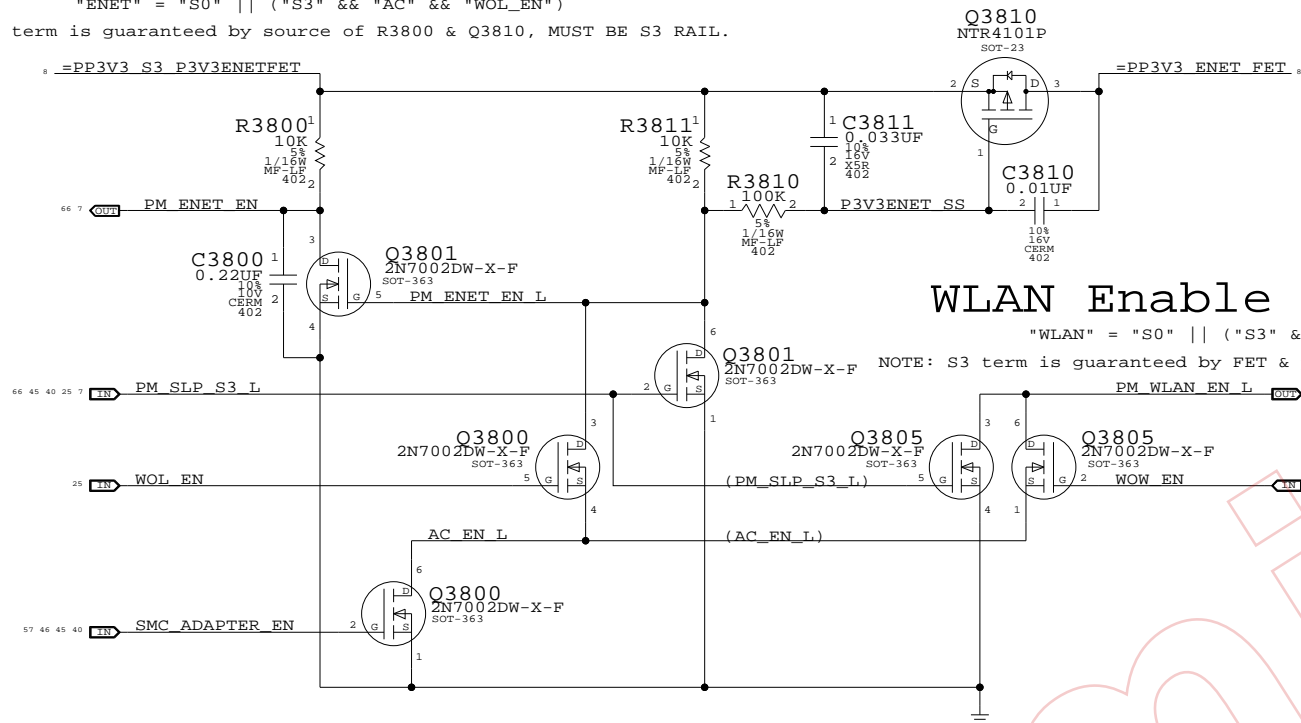 "ENET" = "S0" || ("S3" && "AC" && "WOL_EN")
term is guaranteed by source of R3800 & Q3810, MUST BE S3 RAIL.
8 =PP3V3_S3_P3V3ENETFET
Q3810
NTR4101P
SOT-23
2 S D 3
G
1
=PP3V3_ENET_FET 8
R3800 1
10K
5%
1/16W
MF-LF
402 2
R3811 1
10K
5%
1/16W
MF-LF
402 2
1 C3811
0.033UF
10%
16V
2 X5R
402
R3810
100K
1 2
5%
1/16W
MF-LF
402
P3V3ENET_SS
C3810
0.01UF
2 1
10%
16V
CERM
402
66 7 OUT PM_ENET_EN
C3800 1
0.22UF
10%
10V
CERM 2
402
3
D
S G 5
4
Q3801
2N7002DW-X-F
SOT-363
PM_ENET_EN_L
WLAN Enable
"WLAN" = "S0" || ("S3" &
NOTE: S3 term is guaranteed by FET &
6
D
2 G S
1
Q3801
2N7002DW-X-F
SOT-363
66 45 40 25 7 IN PM_SLP_S3_L
PM_WLAN_EN_L OUT
Q3800
2N7002DW-X-F
SOT-363
3
D
5 G S
4
Q3805
2N7002DW-X-F
SOT-363
3
D
5 G S
4
6
D
S G 2
1
Q3805
2N7002DW-X-F
SOT-363
25 IN WOL_EN
(PM_SLP_S3_L)
WOW_EN IN
AC_EN_L
(AC_EN_L)
6
D
2 G S
1
Q3800
2N7002DW-X-F
SOT-363
57 46 45 40 IN SMC_ADAPTER_EN